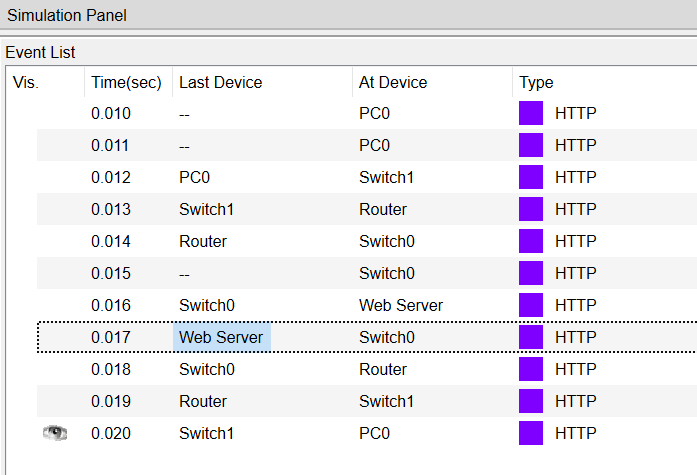 Simulation Panel
Event List
Vis. Time(sec) Last Device At Device Type
0.010 -- PC0 HTTP
0.011 -- PC0 HTTP
0.012 PC0 Switch1 HTTP
0.013 Switch1 Router HTTP
0.014 Router Switch0 HTTP
0.015 -- Switch0 HTTP
0.016 Switch0 Web Server HTTP
0.017 Web Server Switch0 HTTP
0.018 Switch0 Router HTTP
0.019 Router Switch1 HTTP
0.020 Switch1 PC0 HTTP